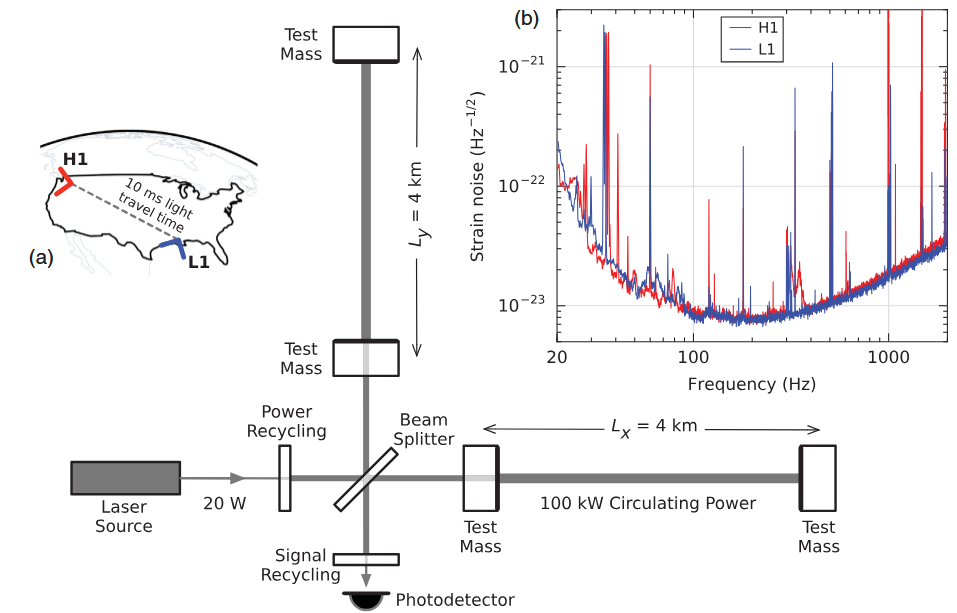 (a)
H1
10 ms light
travel time
L1
Test
Mass
L_y = 4 km
Test
Mass
Power
Recycling
Beam
Splitter
Laser
Source
20 W
L_x = 4 km
100 kW Circulating Power
Test
Mass
Test
Mass
Signal
Recycling
Photodetector
(b)
H1
L1
Strain noise (Hz^{-1/2})
10^{-21}
10^{-22}
10^{-23}
20
100
1000
Frequency (Hz)